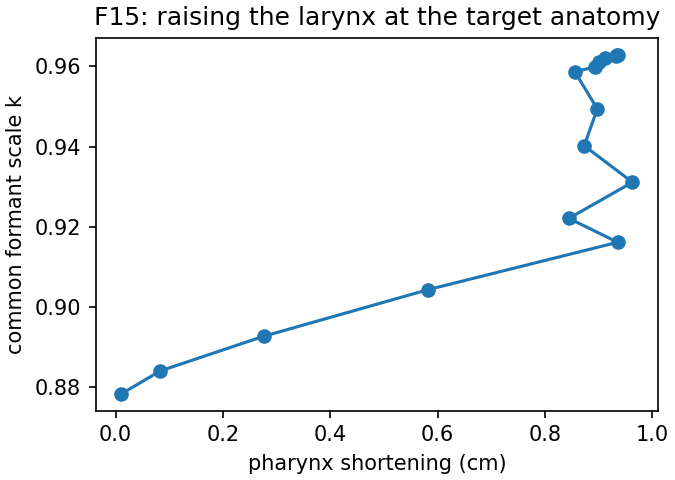 F15: raising the larynx at the target anatomy
common formant scale k
0.96
0.94
0.92
0.90
0.88
0.0 0.2 0.4 0.6 0.8 1.0
pharynx shortening (cm)